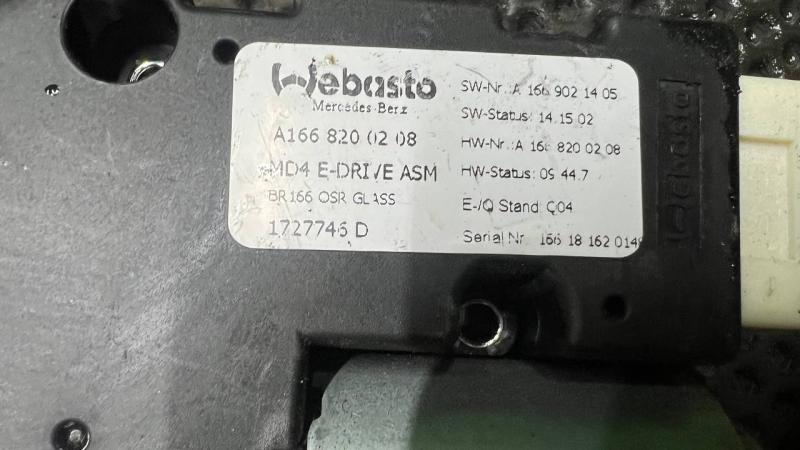 Webasto
Mercedes-Benz
A166 820 02 08
MD4 E-DRIVE ASM
BR166 OSR GLASS
1727746 D
SW-Nr.: A 166 902 14 05
SW-Status: 14.15 02
HW-Nr.: A 166 820 02 08
HW-Status: 09 44.7
E-/Q Stand: C04
Serial Nr. 166 18 162 0149
Webasto